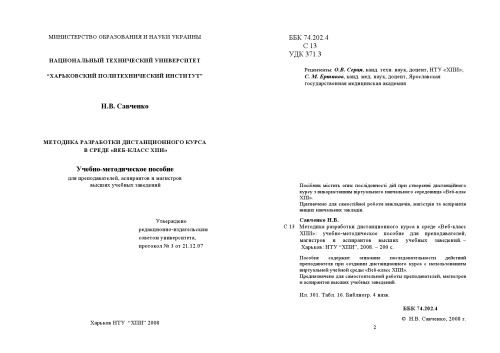 МИНИСТЕРСТВО ОБРАЗОВАНИЯ И НАУКИ УКРАИНЫ
НАЦИОНАЛЬНЫЙ ТЕХНИЧЕСКИЙ УНИВЕРСИТЕТ
“ХАРЬКОВСКИЙ ПОЛИТЕХНИЧЕСКИЙ ИНСТИТУТ”
Н.В. Савченко
МЕТОДИКА РАЗРАБОТКИ ДИСТАНЦИОННОГО КУРСА
В СРЕДЕ «ВЕБ-КЛАСС ХПИ»
Учебно-методическое пособие
для преподавателей, аспирантов и магистров
высших учебных заведений
Утверждено
редакционно-издательским
советом университета,
протокол № 3 от 21.12.07
Харьков НТУ “ХПИ” 2008
ББК 74.202.4
С 13
УДК 371.3
Рецензенты: О.В. Серая, канд. техн. наук, доцент, НТУ «ХПИ»;
С. М. канд. мед. наук, доцент, Ярославская
государственная медицинская академия
Посібник містить опис послідовності дій при створенні дистанційного
курсу з використанням віртуального навчального середовища «Веб-клас
ХПІ».
Призначено для самостійної роботи викладачів, магістрів та аспірантів
вищих навчальних закладів.
Савченко Н.В.
С 13 Методика разработки дистанционного курса в среде «Веб-класс
ХПИ»: учебно-методическое пособие для преподавателей,
магистров и аспирантов высших учебных заведений –
Харьков: НТУ “ХПИ”, 2008. – 200 с.
Пособие содержит описание последовательности действий
преподавателя при создании дистанционного курса с использованием
виртуальной учебной среды «Веб-класс ХПИ».
Предназначено для самостоятельной работы преподавателей, магистров
и аспирантов высших учебных заведений.
Ил. 301. Табл. 16. Библиогр. 4 назв.
ББК 74.202.4
© Н.В. Савченко, 2008 г.
2